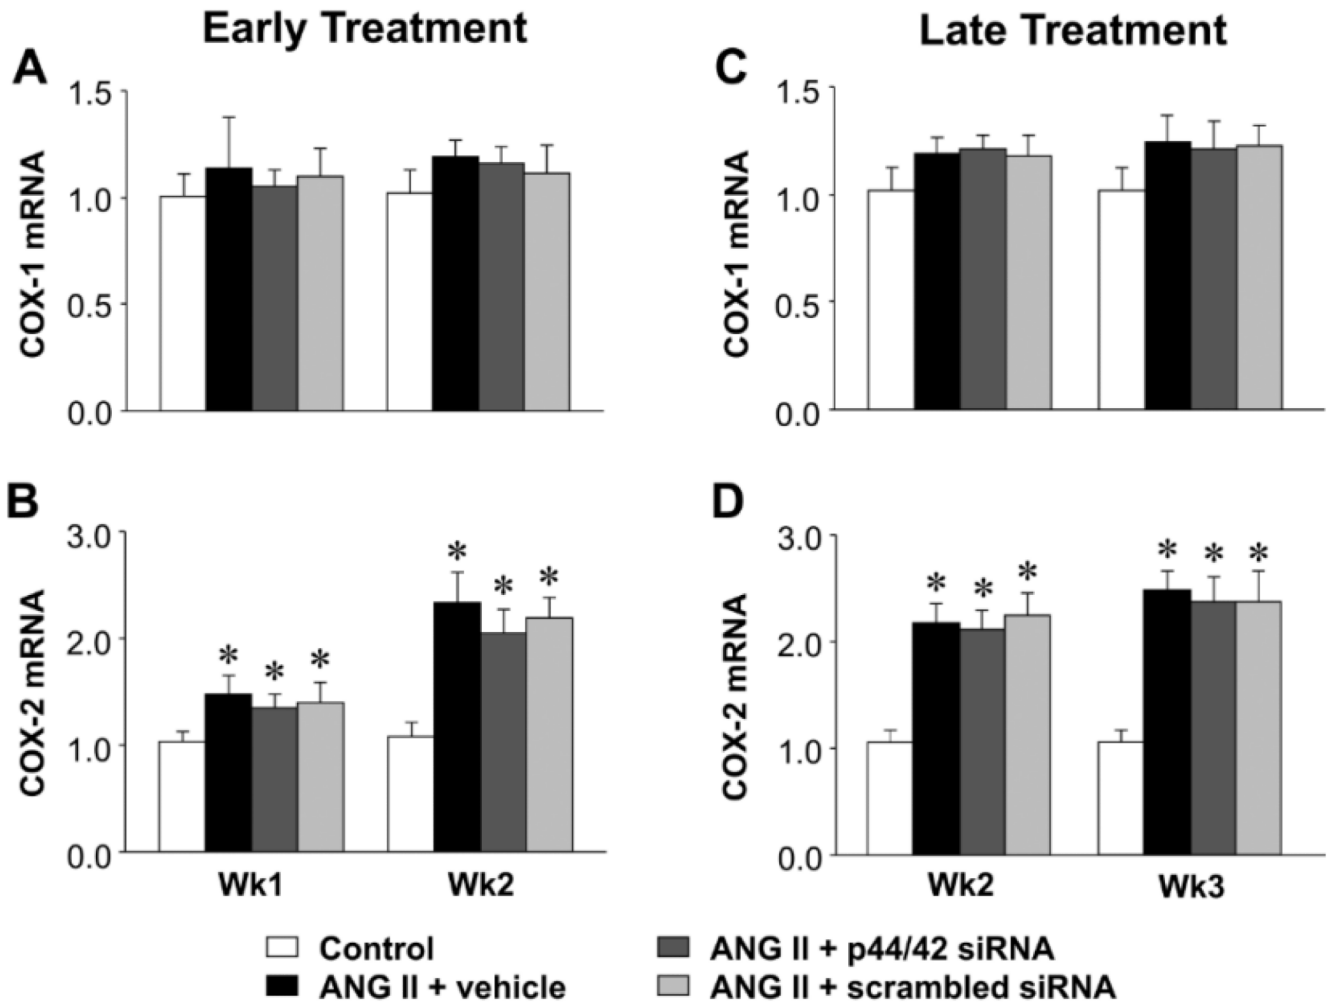 Early Treatment
Late Treatment
A
COX-1 mRNA
1.5
1.0
0.5
0.0
C
COX-1 mRNA
1.5
1.0
0.5
0.0
B
COX-2 mRNA
3.0
2.0
1.0
0.0
* * *
* * *
Wk1
Wk2
D
COX-2 mRNA
3.0
2.0
1.0
0.0
* * *
* * *
Wk2
Wk3
Control
ANG II + vehicle
ANG II + p44/42 siRNA
ANG II + scrambled siRNA